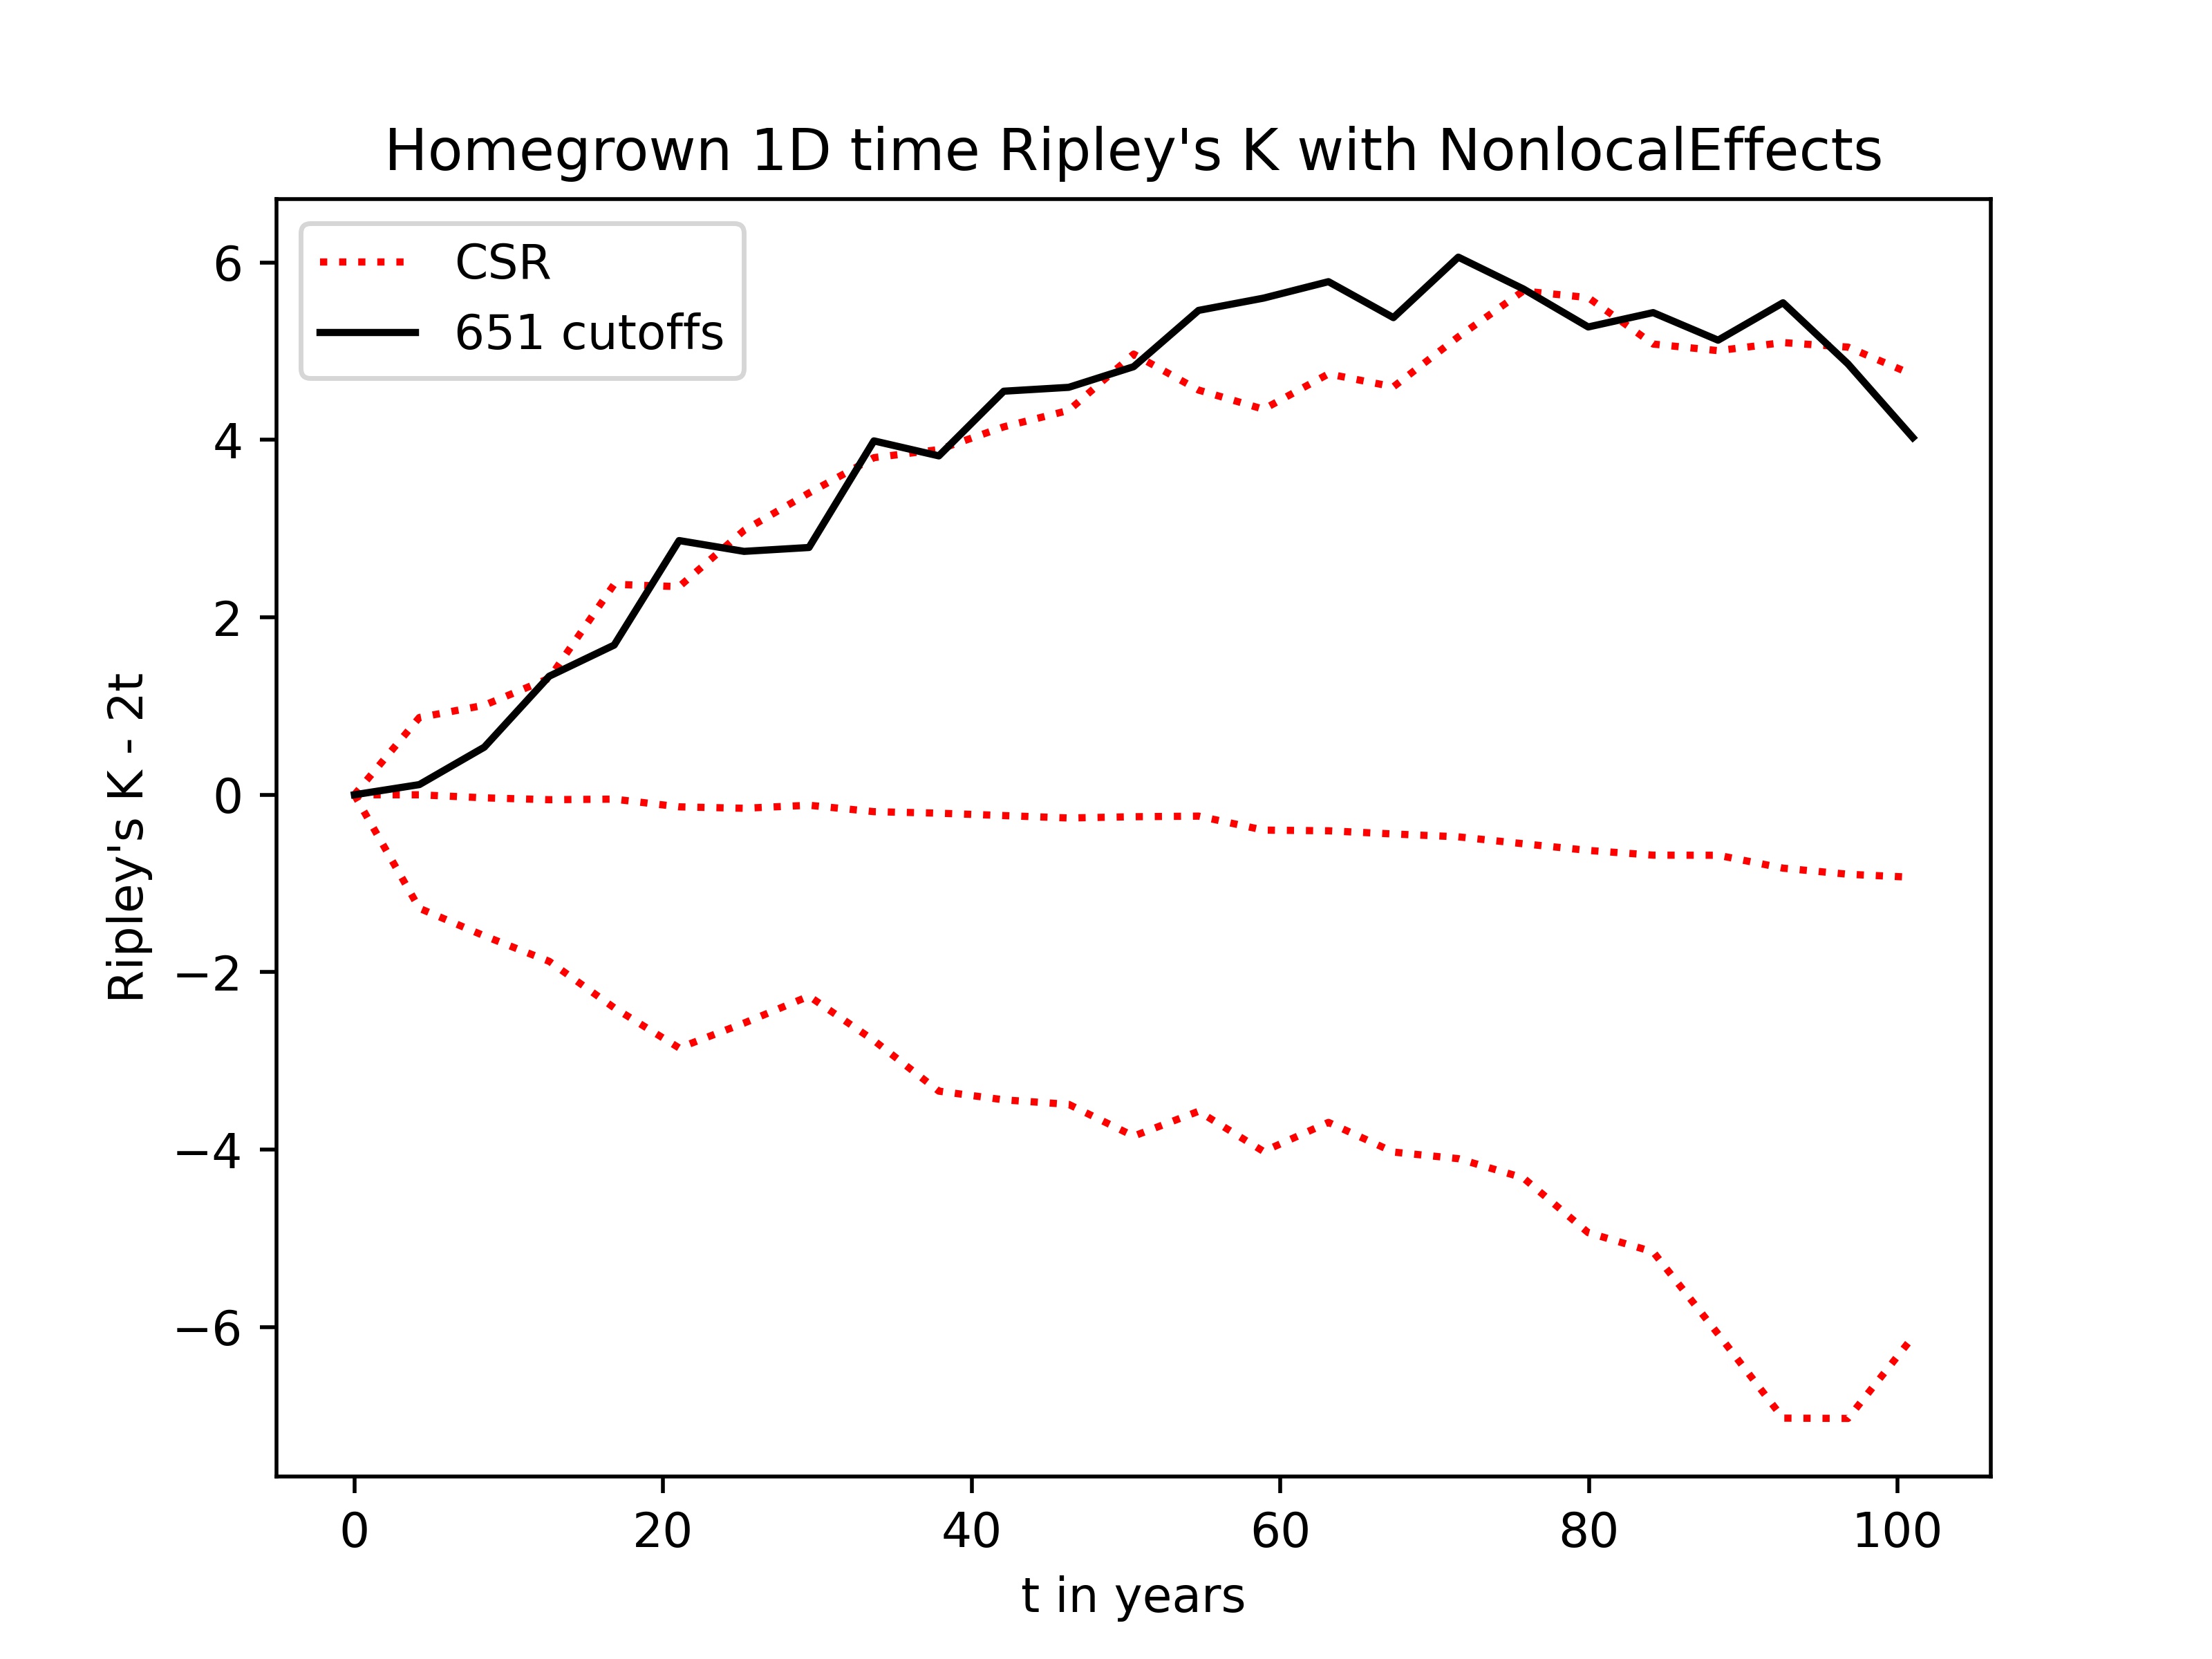 Homegrown 1D time Ripley's K with NonlocalEffects
CSR
651 cutoffs
6
4
2
0
−2
−4
−6
Ripley's K - 2t
0 20 40 60 80 100
t in years